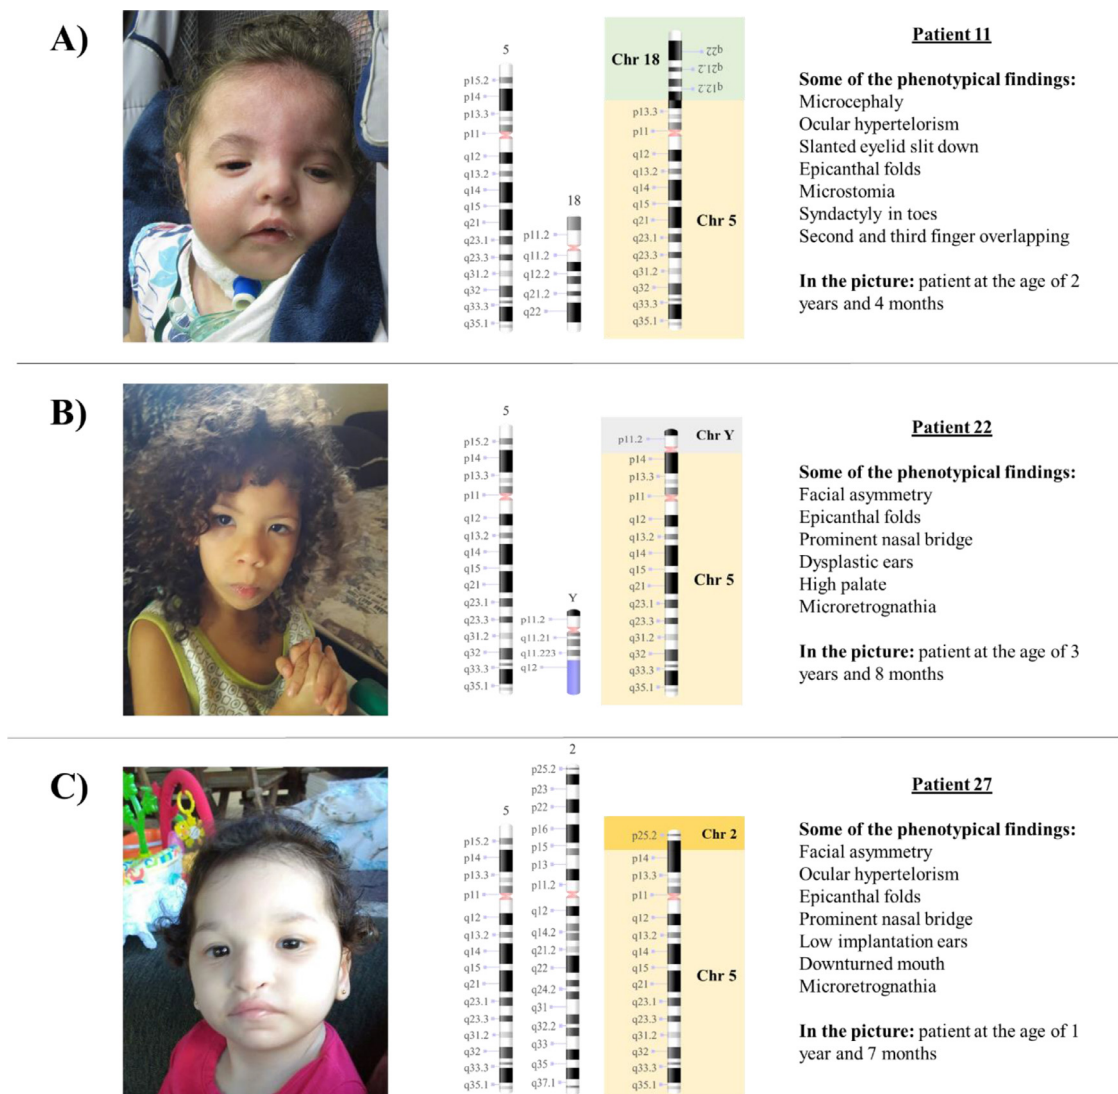 A)
5
p15.2
p14
p13.3
p11
q12
q13.2
q14
q15
q21
q23.1
q23.3
q31.2
q32
q33.3
q35.1
18
p11.2
q11.2
q12.2
q21.2
q22
Chr 18
q22
q21.2
q12.2
p13.3
p11
q12
q13.2
q14
q15
q21
q23.1
q23.3
q31.2
q32
q33.3
q35.1
Chr 5
Patient 11
Some of the phenotypical findings:
Microcephaly
Ocular hypertelorism
Slanted eyelid slit down
Epicanthal folds
Microstomia
Syndactyly in toes
Second and third finger overlapping
In the picture: patient at the age of 2
years and 4 months
B)
5
p15.2
p14
p13.3
p11
q12
q13.2
q14
q15
q21
q23.1
q23.3
q31.2
q32
q33.3
q35.1
Y
p11.2
q11.21
q11.223
q12
Chr Y
p11.2
p14
p13.3
p11
q12
q13.2
q14
q15
q21
q23.1
q23.3
q31.2
q32
q33.3
q35.1
Chr 5
Patient 22
Some of the phenotypical findings:
Facial asymmetry
Epicanthal folds
Prominent nasal bridge
Dysplastic ears
High palate
Microretrognathia
In the picture: patient at the age of 3
years and 8 months
C)
5
p15.2
p14
p13.3
p11
q12
q13.2
q14
q15
q21
q23.1
q23.3
q31.2
q32
q33.3
q35.1
2
p25.2
p23
p22
p16
p15
p13
p11.2
q12
q14.2
q21.2
q22
q24.2
q31
q32.2
q33
q35
q37.1
Chr 2
p25.2
p14
p13.3
p11
q12
q13.2
q14
q15
q21
q23.1
q23.3
q31.2
q32
q33.3
q35.1
Chr 5
Patient 27
Some of the phenotypical findings:
Facial asymmetry
Ocular hypertelorism
Epicanthal folds
Prominent nasal bridge
Low implantation ears
Downturned mouth
Microretrognathia
In the picture: patient at the age of 1
year and 7 months